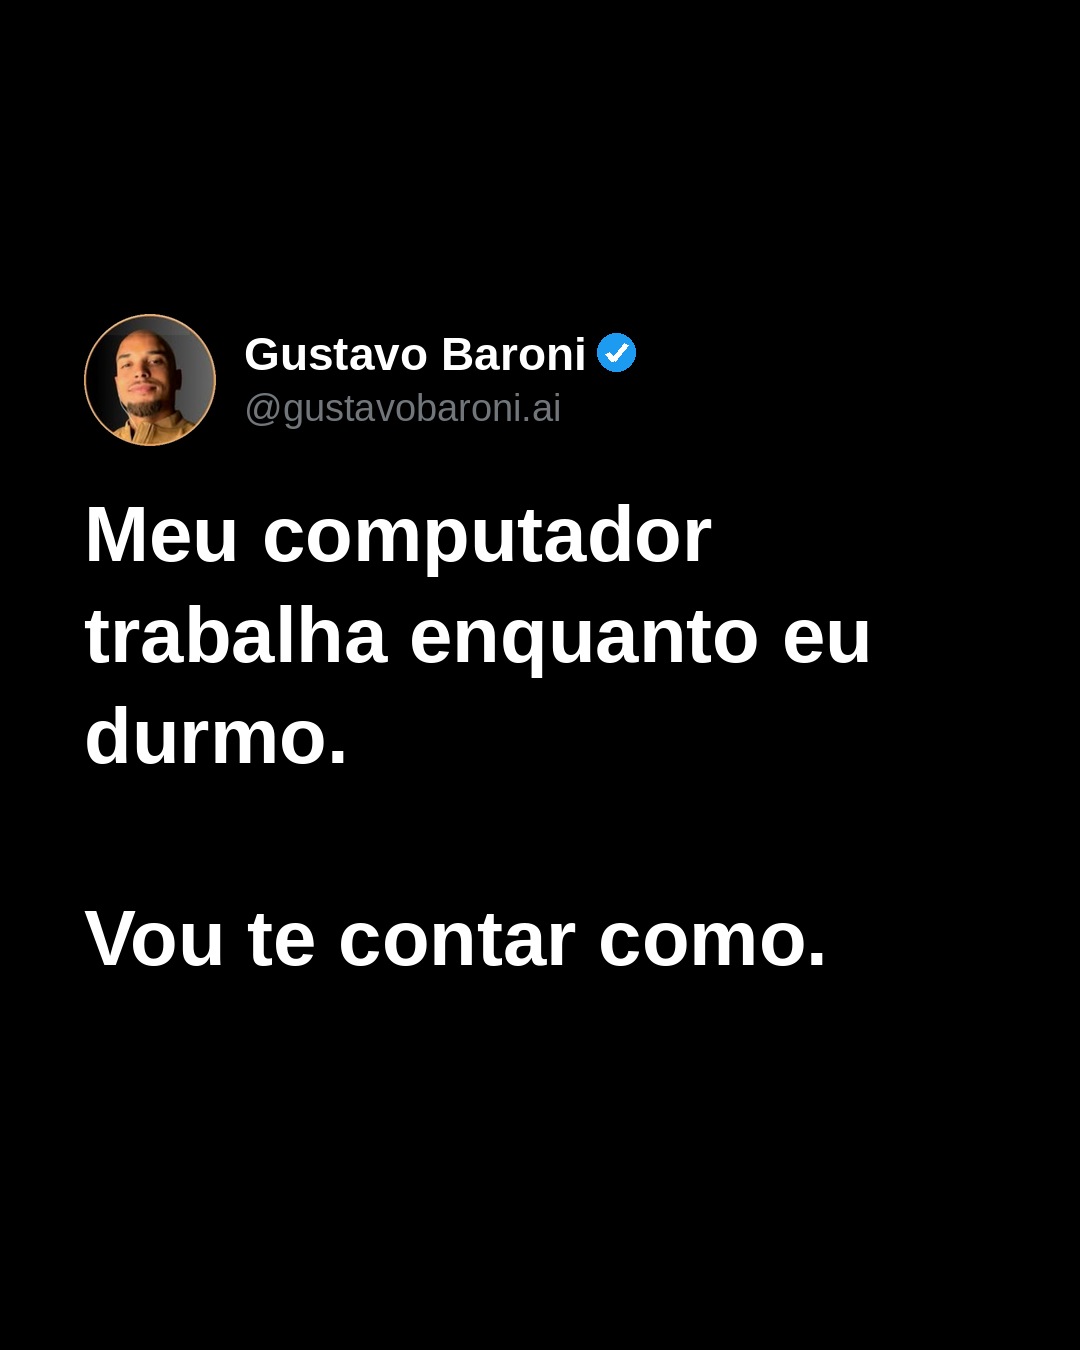 Gustavo Baroni
@gustavobaroni.ai
Meu computador
trabalha enquanto eu
durmo.
Vou te contar como.